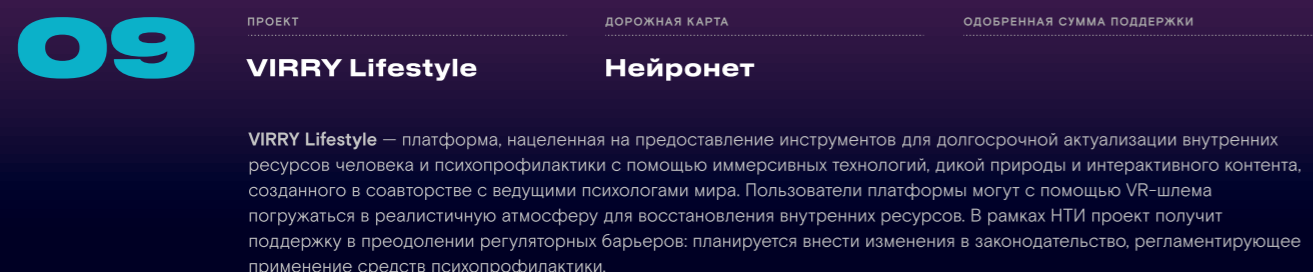 09
ПРОЕКТ
VIRRY Lifestyle
ДОРОЖНАЯ КАРТА
Нейронет
ОДОБРЕННАЯ СУММА ПОДДЕРЖКИ
VIRRY Lifestyle — платформа, нацеленная на предоставление инструментов для долгосрочной актуализации внутренних
ресурсов человека и психопрофилактики с помощью иммерсивных технологий, дикой природы и интерактивного контента,
созданного в соавторстве с ведущими психологами мира. Пользователи платформы могут с помощью VR-шлема
погружаться в реалистичную атмосферу для восстановления внутренних ресурсов. В рамках НТИ проект получит
поддержку в преодолении регуляторных барьеров: планируется внести изменения в законодательство, регламентирующее
применение средств психопрофилактики.